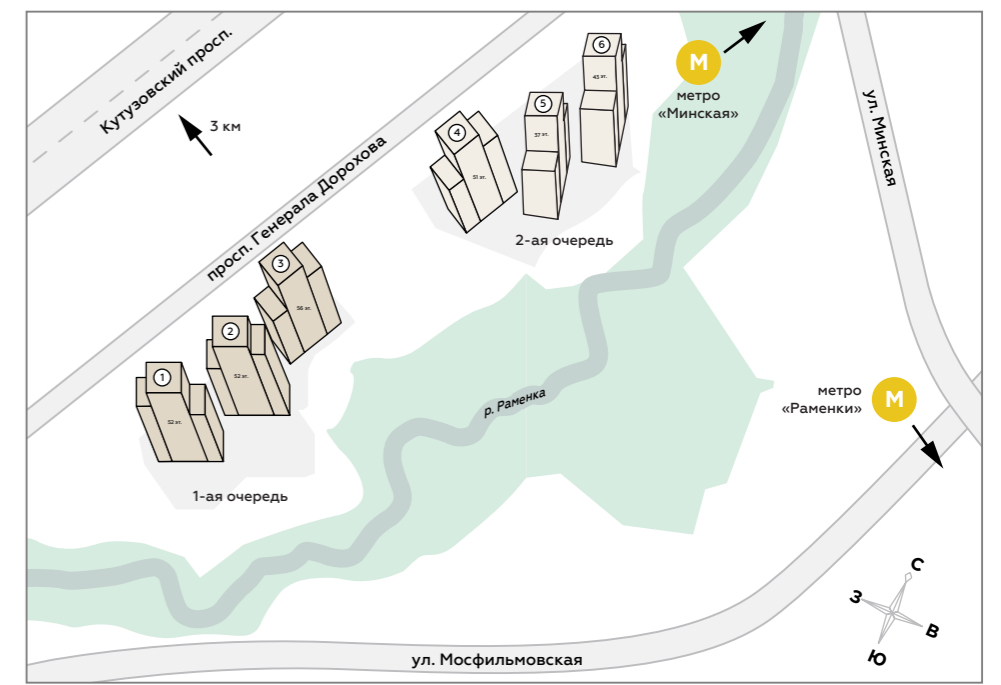 Кутузовский просп.
3 км
просп. Генерала Дорохова
6
43 эт.
5
37 эт.
4
51 эт.
2-ая очередь
М
метро
«Минская»
ул. Минская
3
56 эт.
2
52 эт.
1
52 эт.
1-ая очередь
р. Раменка
метро
«Раменки»
М
С
З
В
Ю
ул. Мосфильмовская